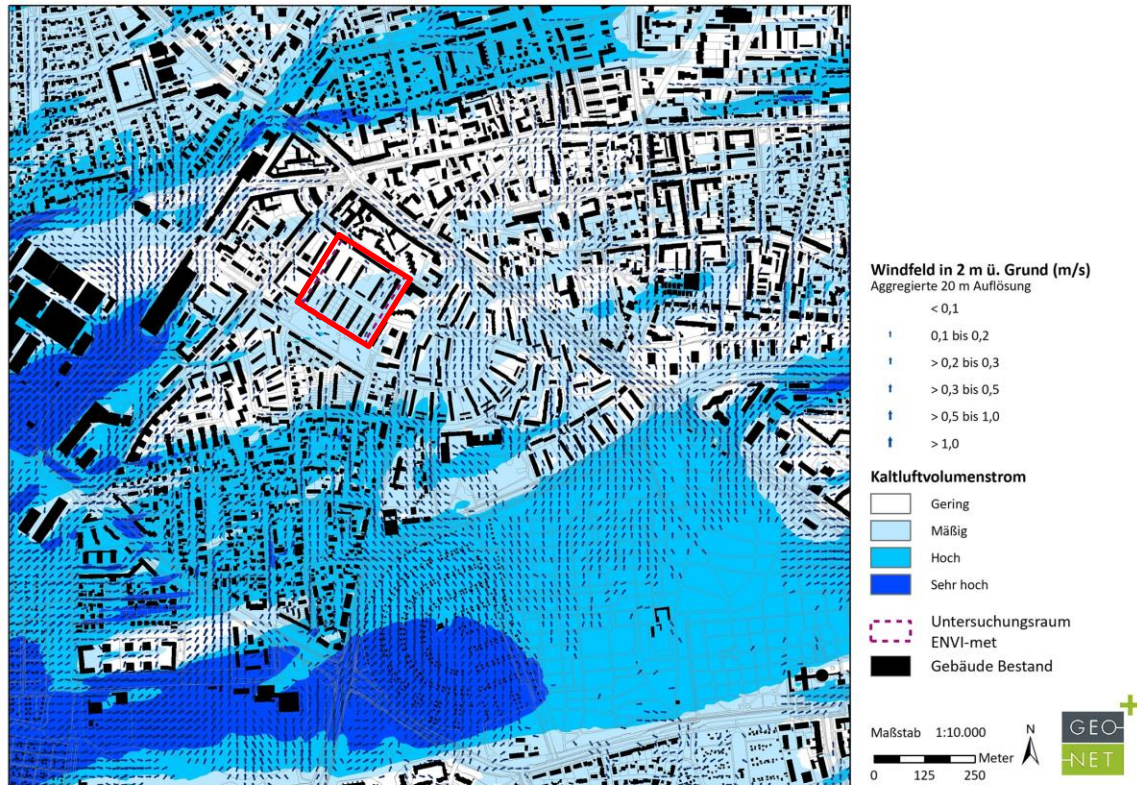 Windfeld in 2 m ü. Grund (m/s)
Aggregierte 20 m Auflösung
< 0,1
0,1 bis 0,2
> 0,2 bis 0,3
> 0,3 bis 0,5
> 0,5 bis 1,0
> 1,0
Kaltluftvolumenstrom
Gering
Mäßig
Hoch
Sehr hoch
Untersuchungsraum
ENVI-met
Gebäude Bestand
Maßstab 1:10.000
N
Meter
0 125 250
GEO
NET